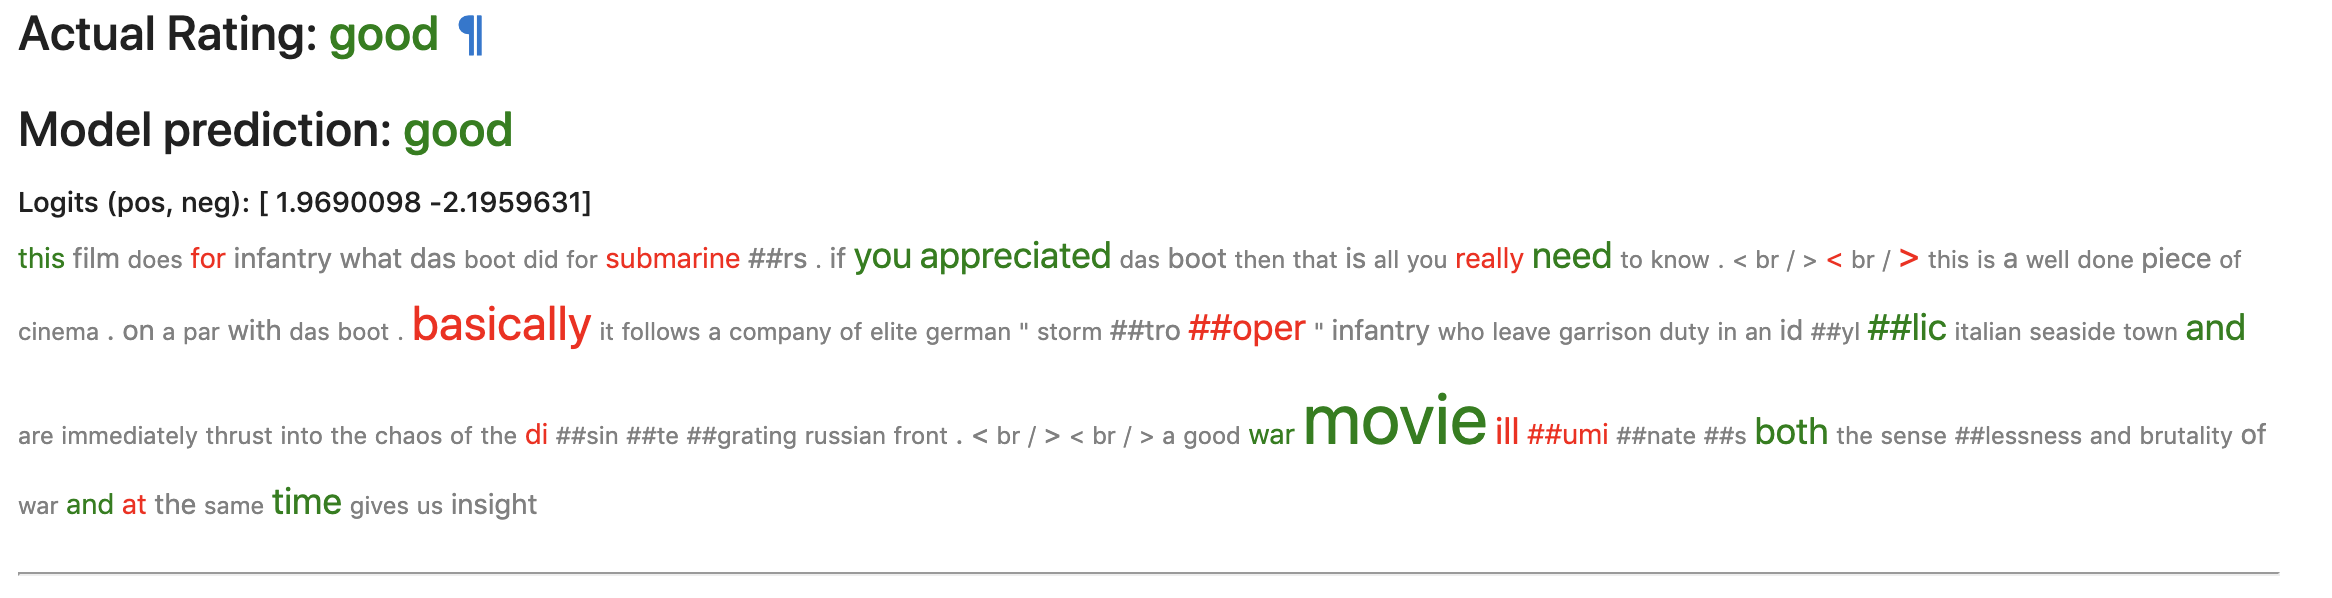 Actual Rating: good ¶
Model prediction: good
Logits (pos, neg): [ 1.9690098 -2.1959631]
this film does for infantry what das boot did for submarine ##rs . if you appreciated das boot then that is all you really need to know . < br / > < br / > this is a well done piece of
cinema . on a par with das boot . basically it follows a company of elite german " storm ##tro ##oper " infantry who leave garrison duty in an id ##yl ##lic italian seaside town and
are immediately thrust into the chaos of the di ##sin ##te ##grating russian front . < br / > < br / > a good war movie ill ##umi ##nate ##s both the sense ##lessness and brutality of
war and at the same time gives us insight